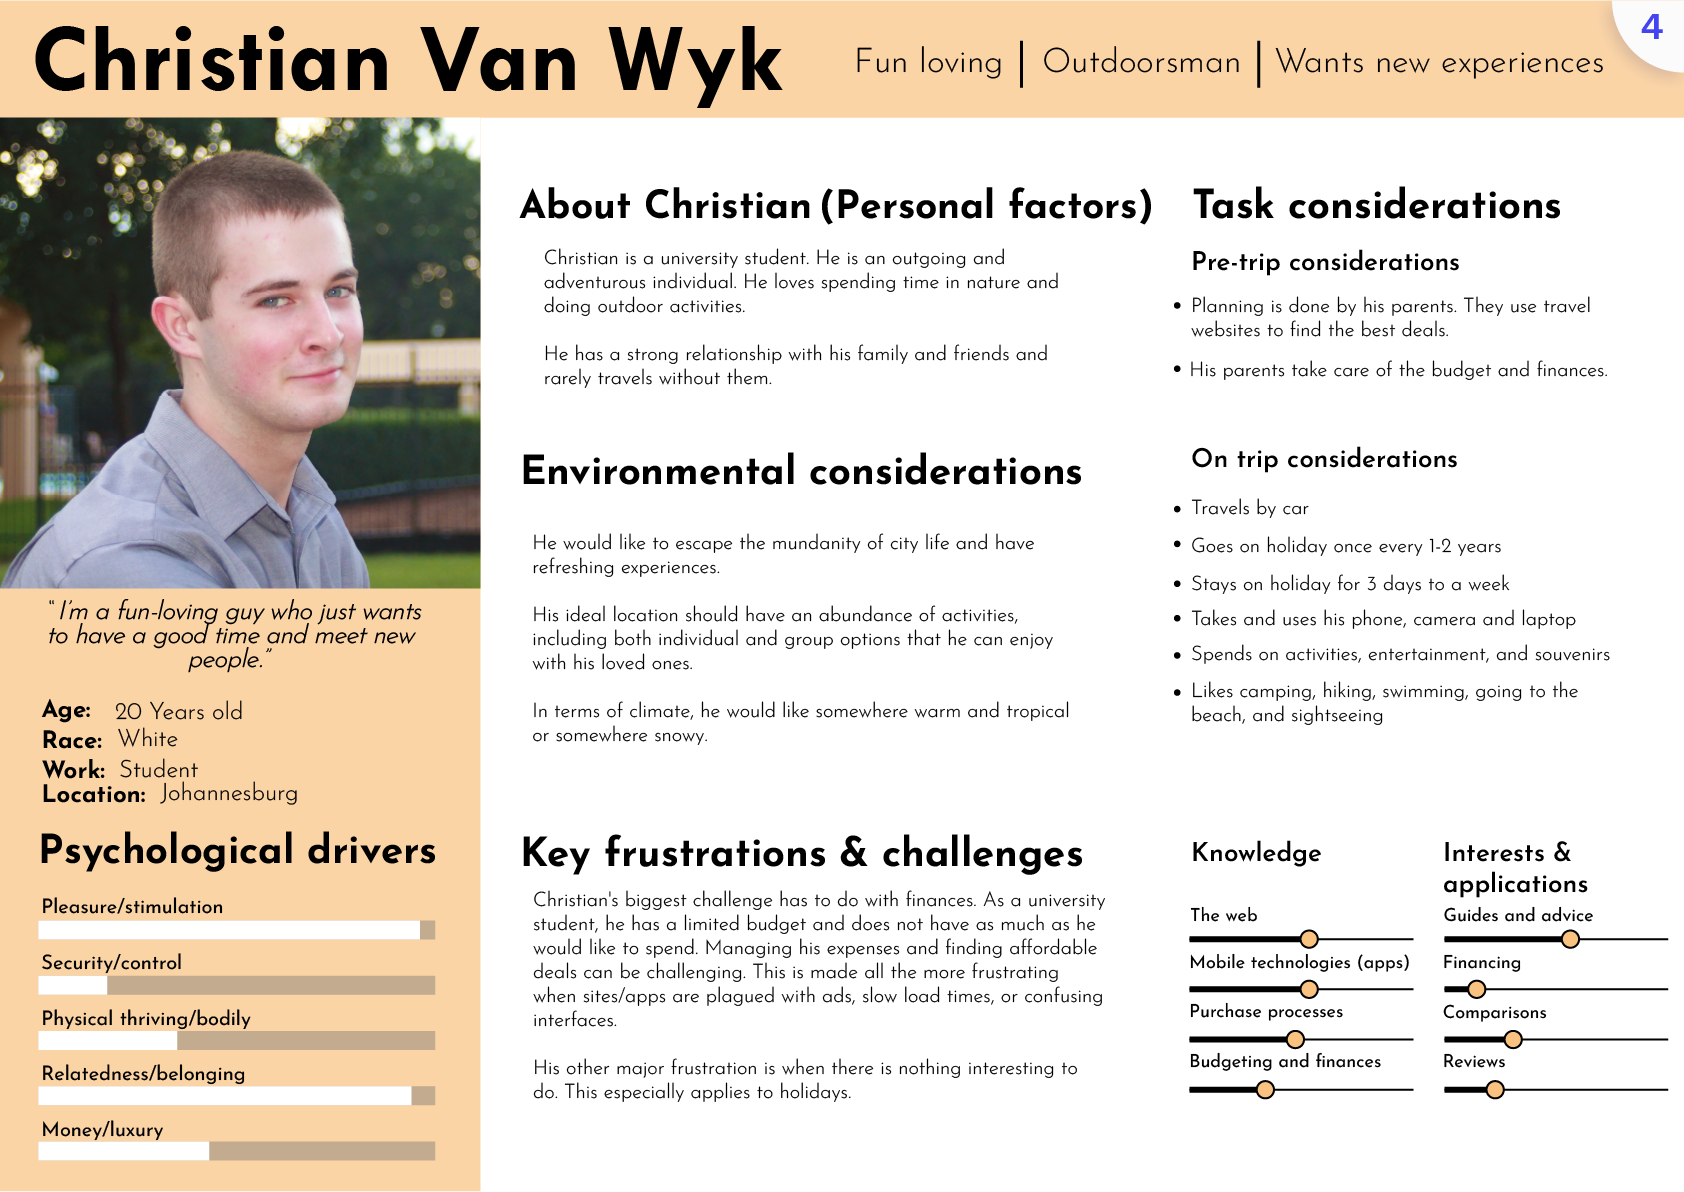 Christian Van Wyk
Fun loving | Outdoorsman | Wants new experiences
4
"I'm a fun-loving guy who just wants
to have a good time and meet new
people."
Age: 20 Years old
Race: White
Work: Student
Location: Johannesburg
Psychological drivers
Pleasure/stimulation
Security/control
Physical thriving/bodily
Relatedness/belonging
Money/luxury
About Christian (Personal factors)
Christian is a university student. He is an outgoing and
adventurous individual. He loves spending time in nature and
doing outdoor activities.
He has a strong relationship with his family and friends and
rarely travels without them.
Environmental considerations
He would like to escape the mundanity of city life and have
refreshing experiences.
His ideal location should have an abundance of activities,
including both individual and group options that he can enjoy
with his loved ones.
In terms of climate, he would like somewhere warm and tropical
or somewhere snowy.
Key frustrations & challenges
Christian's biggest challenge has to do with finances. As a university
student, he has a limited budget and does not have as much as he
would like to spend. Managing his expenses and finding affordable
deals can be challenging. This is made all the more frustrating
when sites/apps are plagued with ads, slow load times, or confusing
interfaces.
His other major frustration is when there is nothing interesting to
do. This especially applies to holidays.
Task considerations
Pre-trip considerations
• Planning is done by his parents. They use travel
websites to find the best deals.
• His parents take care of the budget and finances.
On trip considerations
• Travels by car
• Goes on holiday once every 1-2 years
• Stays on holiday for 3 days to a week
• Takes and uses his phone, camera and laptop
• Spends on activities, entertainment, and souvenirs
• Likes camping, hiking, swimming, going to the
beach, and sightseeing
Knowledge
The web
Mobile technologies (apps)
Purchase processes
Budgeting and finances
Interests &
applications
Guides and advice
Financing
Comparisons
Reviews